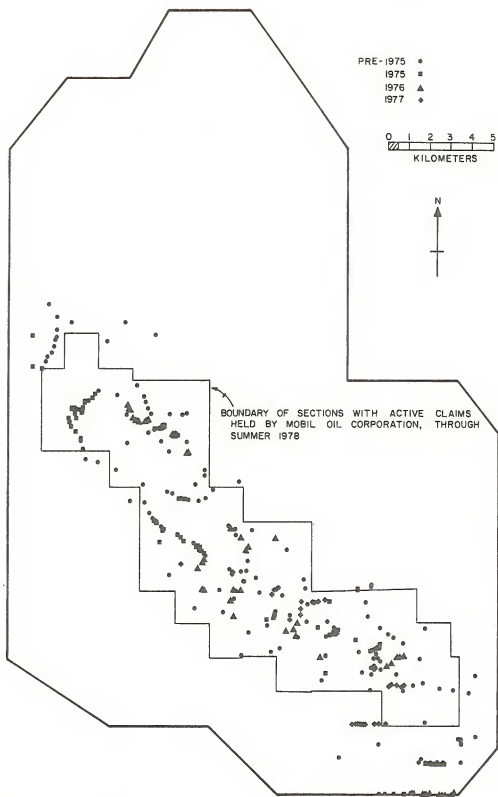 PRE-1975
1975
1976
1977
0 1 2 3 4 5
KILOMETERS
N
BOUNDARY OF SECTIONS WITH ACTIVE CLAIMS
HELD BY MOBIL OIL CORPORATION, THROUGH
SUMMER 1978